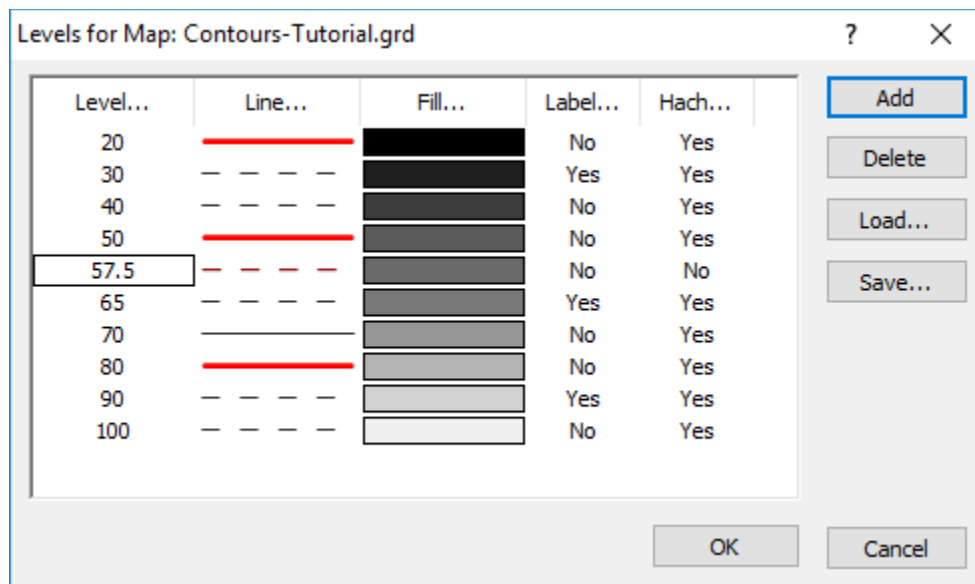 Levels for Map: Contours-Tutorial.grd ?
Level... Line... Fill... Label... Hach... Add
20 No Yes
30 Yes Yes Delete
40 No Yes
50 No Yes Load...
57.5 No No
65 Yes Yes Save...
70 No Yes
80 No Yes
90 Yes Yes
100 No Yes
OK Cancel